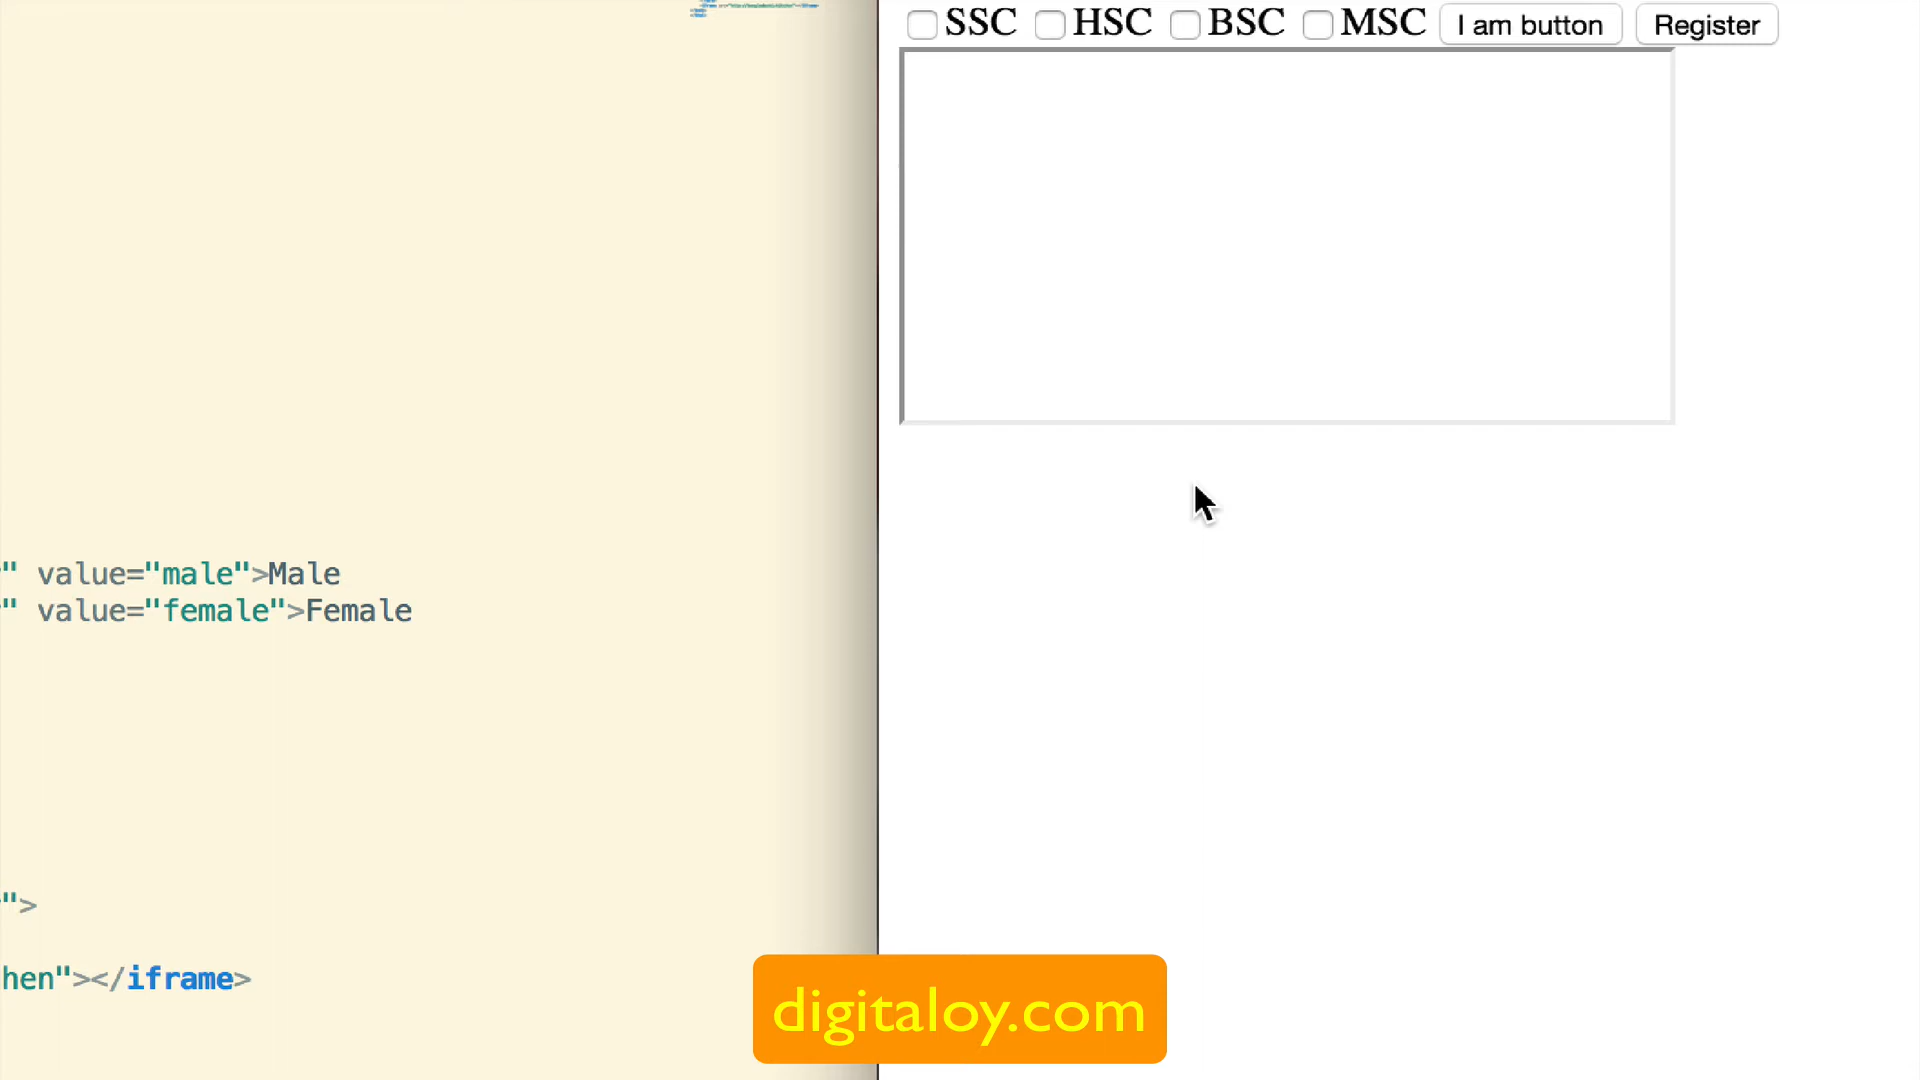 SSC HSC BSC MSC I am button Register
" value="male">Male
" value="female">Female
">
hen"></iframe>
digitaloy.com